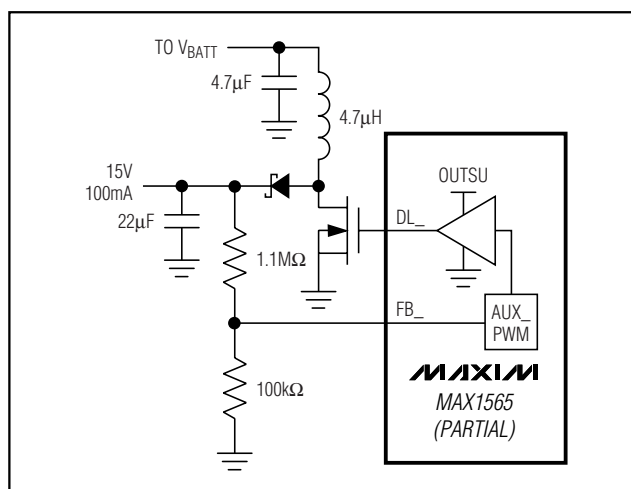 TO VBATT
4.7µF
4.7µH
15V
100mA
22µF
1.1MΩ
100kΩ
OUTSU
DL_
FB_
AUX_
PWM
MAXIM
MAX1565
(PARTIAL)